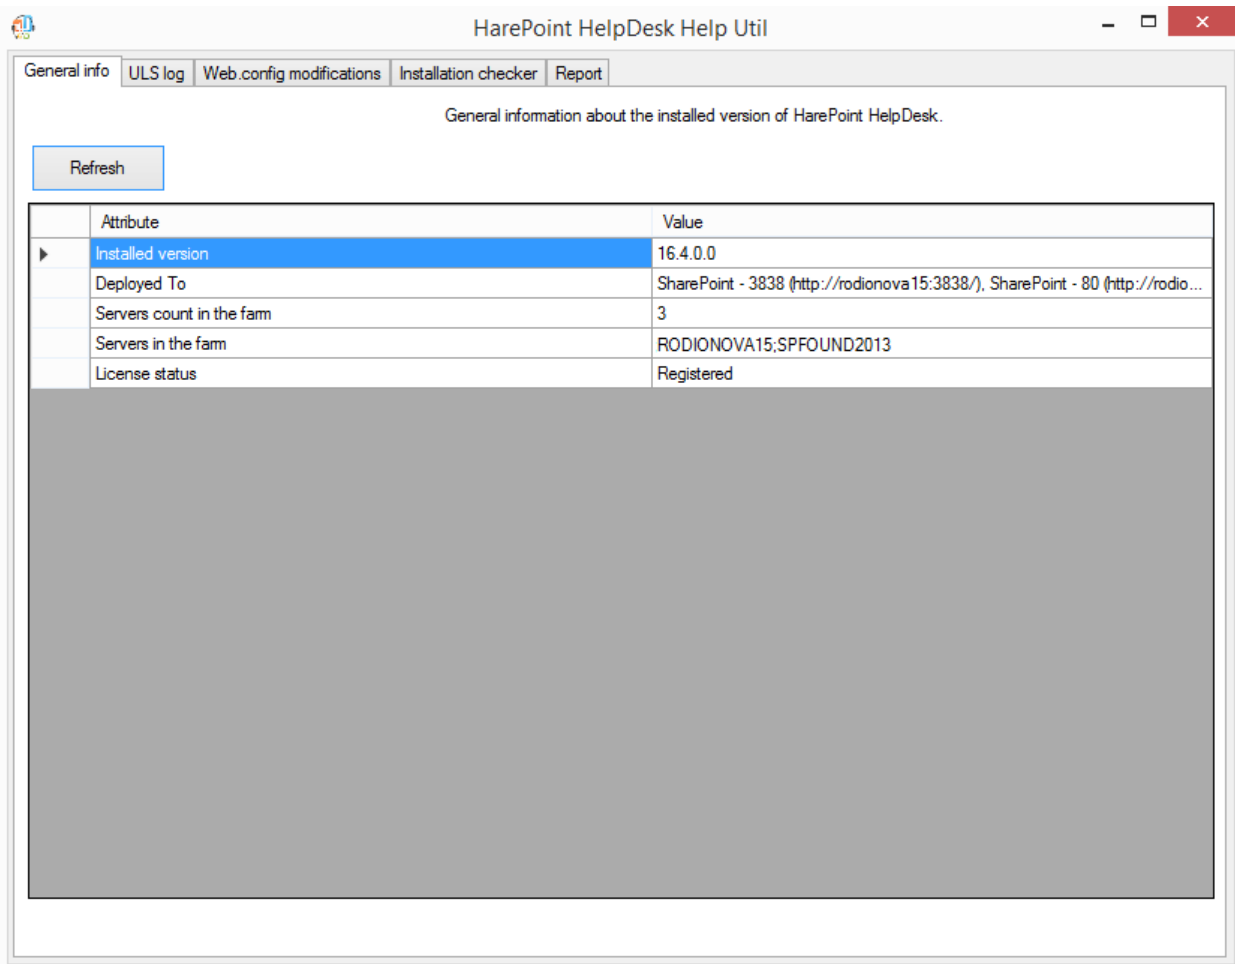 HarePoint HelpDesk Help Util
General info ULS log Web.config modifications Installation checker Report
General information about the installed version of HarePoint HelpDesk.
Refresh
Attribute Value
Installed version 16.4.0.0
Deployed To SharePoint - 3838 (http://rodionova15:3838/), SharePoint - 80 (http://rodio...
Servers count in the farm 3
Servers in the farm RODIONOVA15;SPFOUND2013
License status Registered